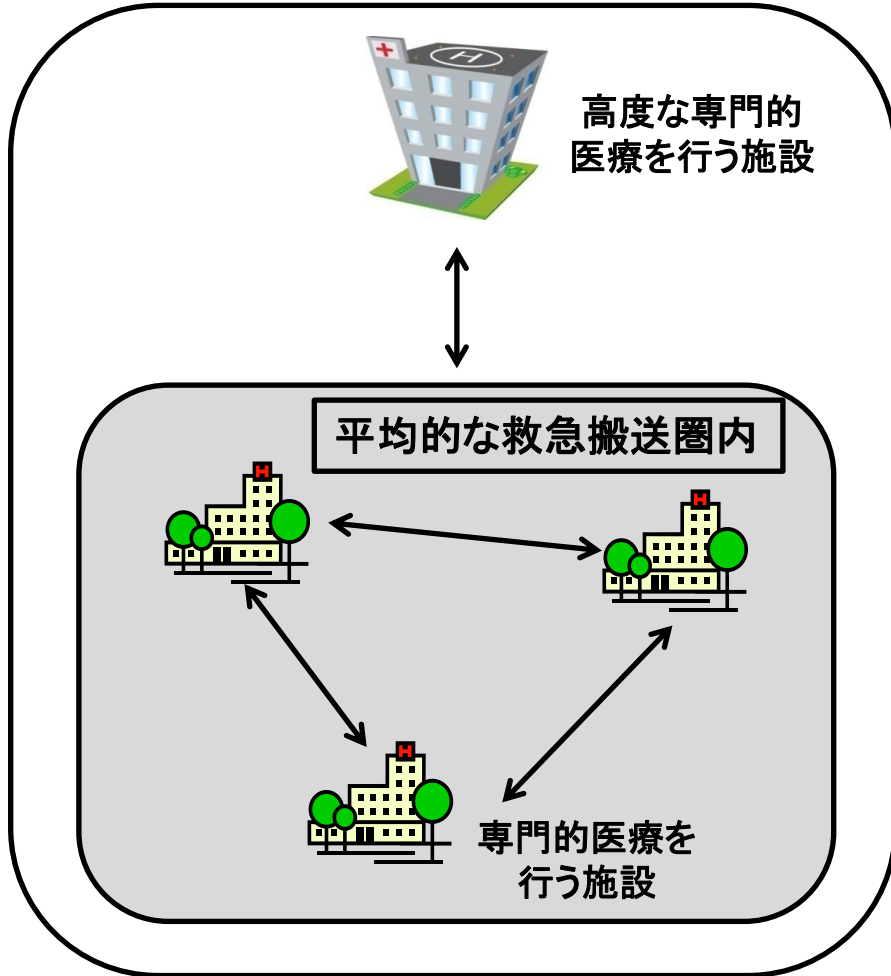 H
高度な専門的
医療を行う施設
平均的な救急搬送圏内
H
H
H
専門的医療を
行う施設